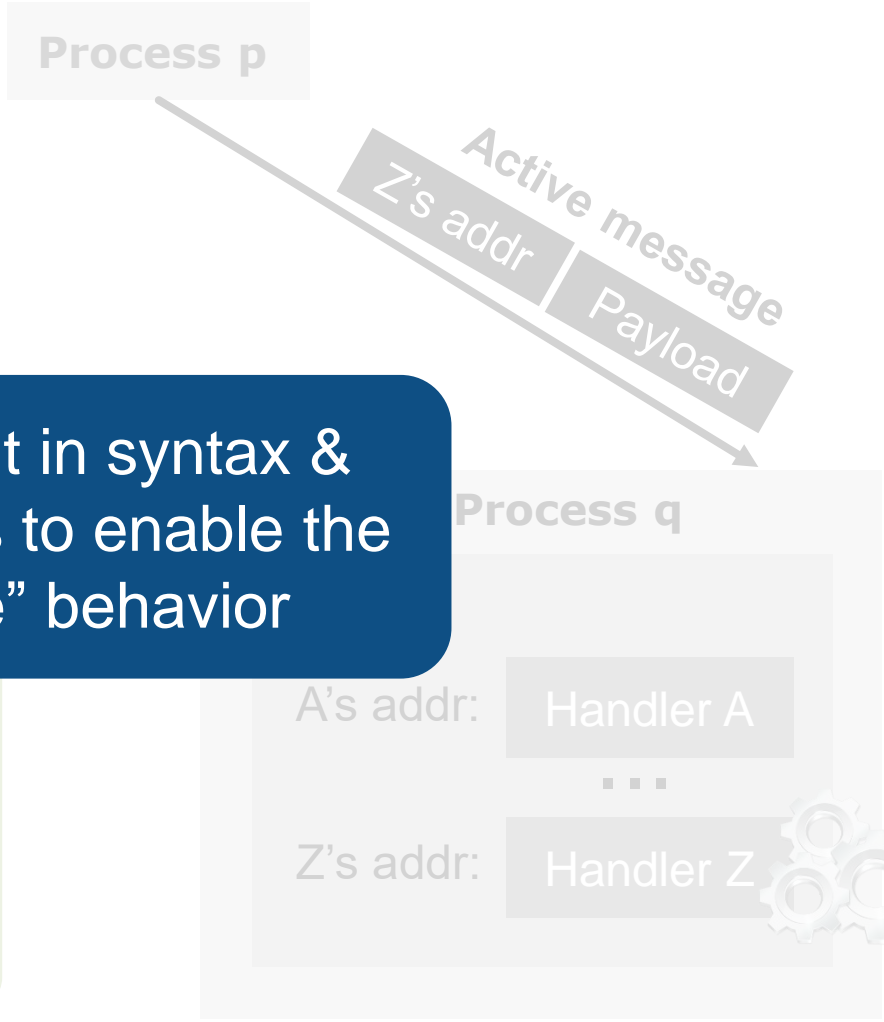 Process p
Active message
Z's addr
Payload
t in syntax &
to enable the
” behavior
Process q
A's addr:
Handler A
...
Z's addr:
Handler Z